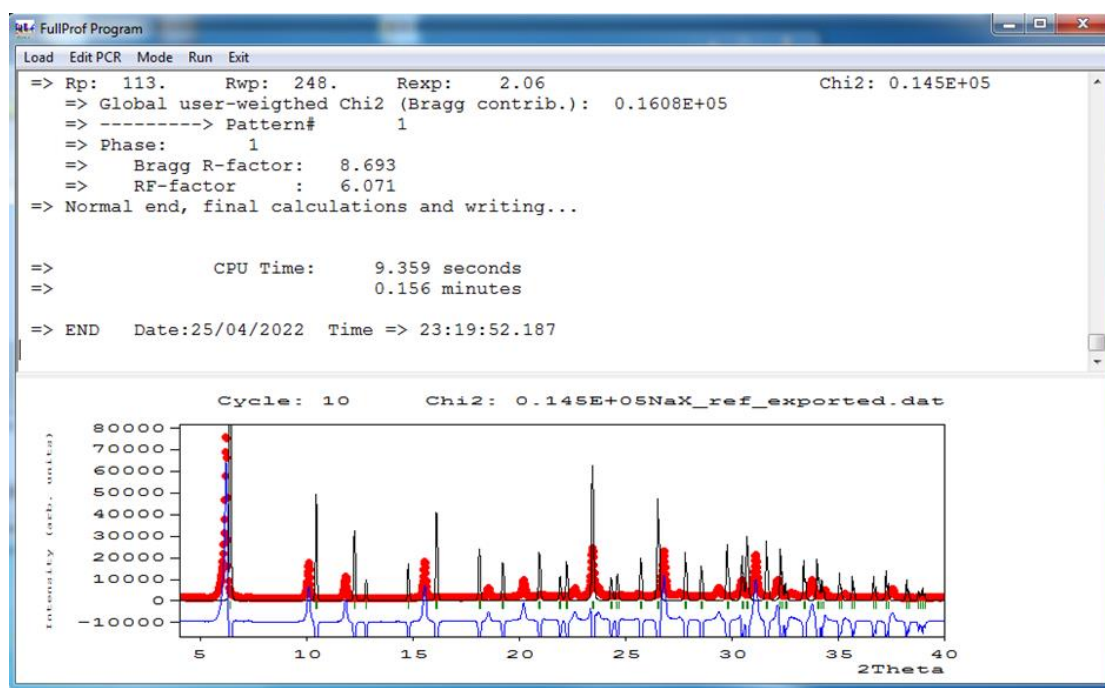 FullProf Program
Load Edit PCR Mode Run Exit
=> Rp: 113. Rwp: 248. Rexp: 2.06 Chi2: 0.145E+05
=> Global user-weigthed Chi2 (Bragg contrib.): 0.1608E+05
=> ---------> Pattern# 1
=> Phase: 1
=> Bragg R-factor: 8.693
=> RF-factor : 6.071
=> Normal end, final calculations and writing...
=> CPU Time: 9.359 seconds
=> 0.156 minutes
=> END Date:25/04/2022 Time => 23:19:52.187
Cycle: 10 Chi2: 0.145E+05NaX_ref_exported.dat
Intensity (arb. units)
80000
70000
60000
50000
40000
30000
20000
10000
0
-10000
5 10 15 20 25 30 35 40
2Theta